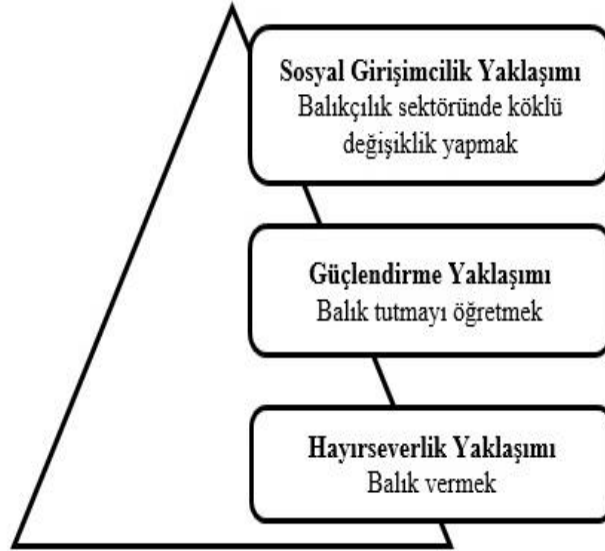 Sosyal Girişimcilik Yaklaşımı
Balıkçılık sektöründe köklü
değişiklik yapmak
Güçlendirme Yaklaşımı
Balık tutmayı öğretmek
Hayırseverlik Yaklaşımı
Balık vermek